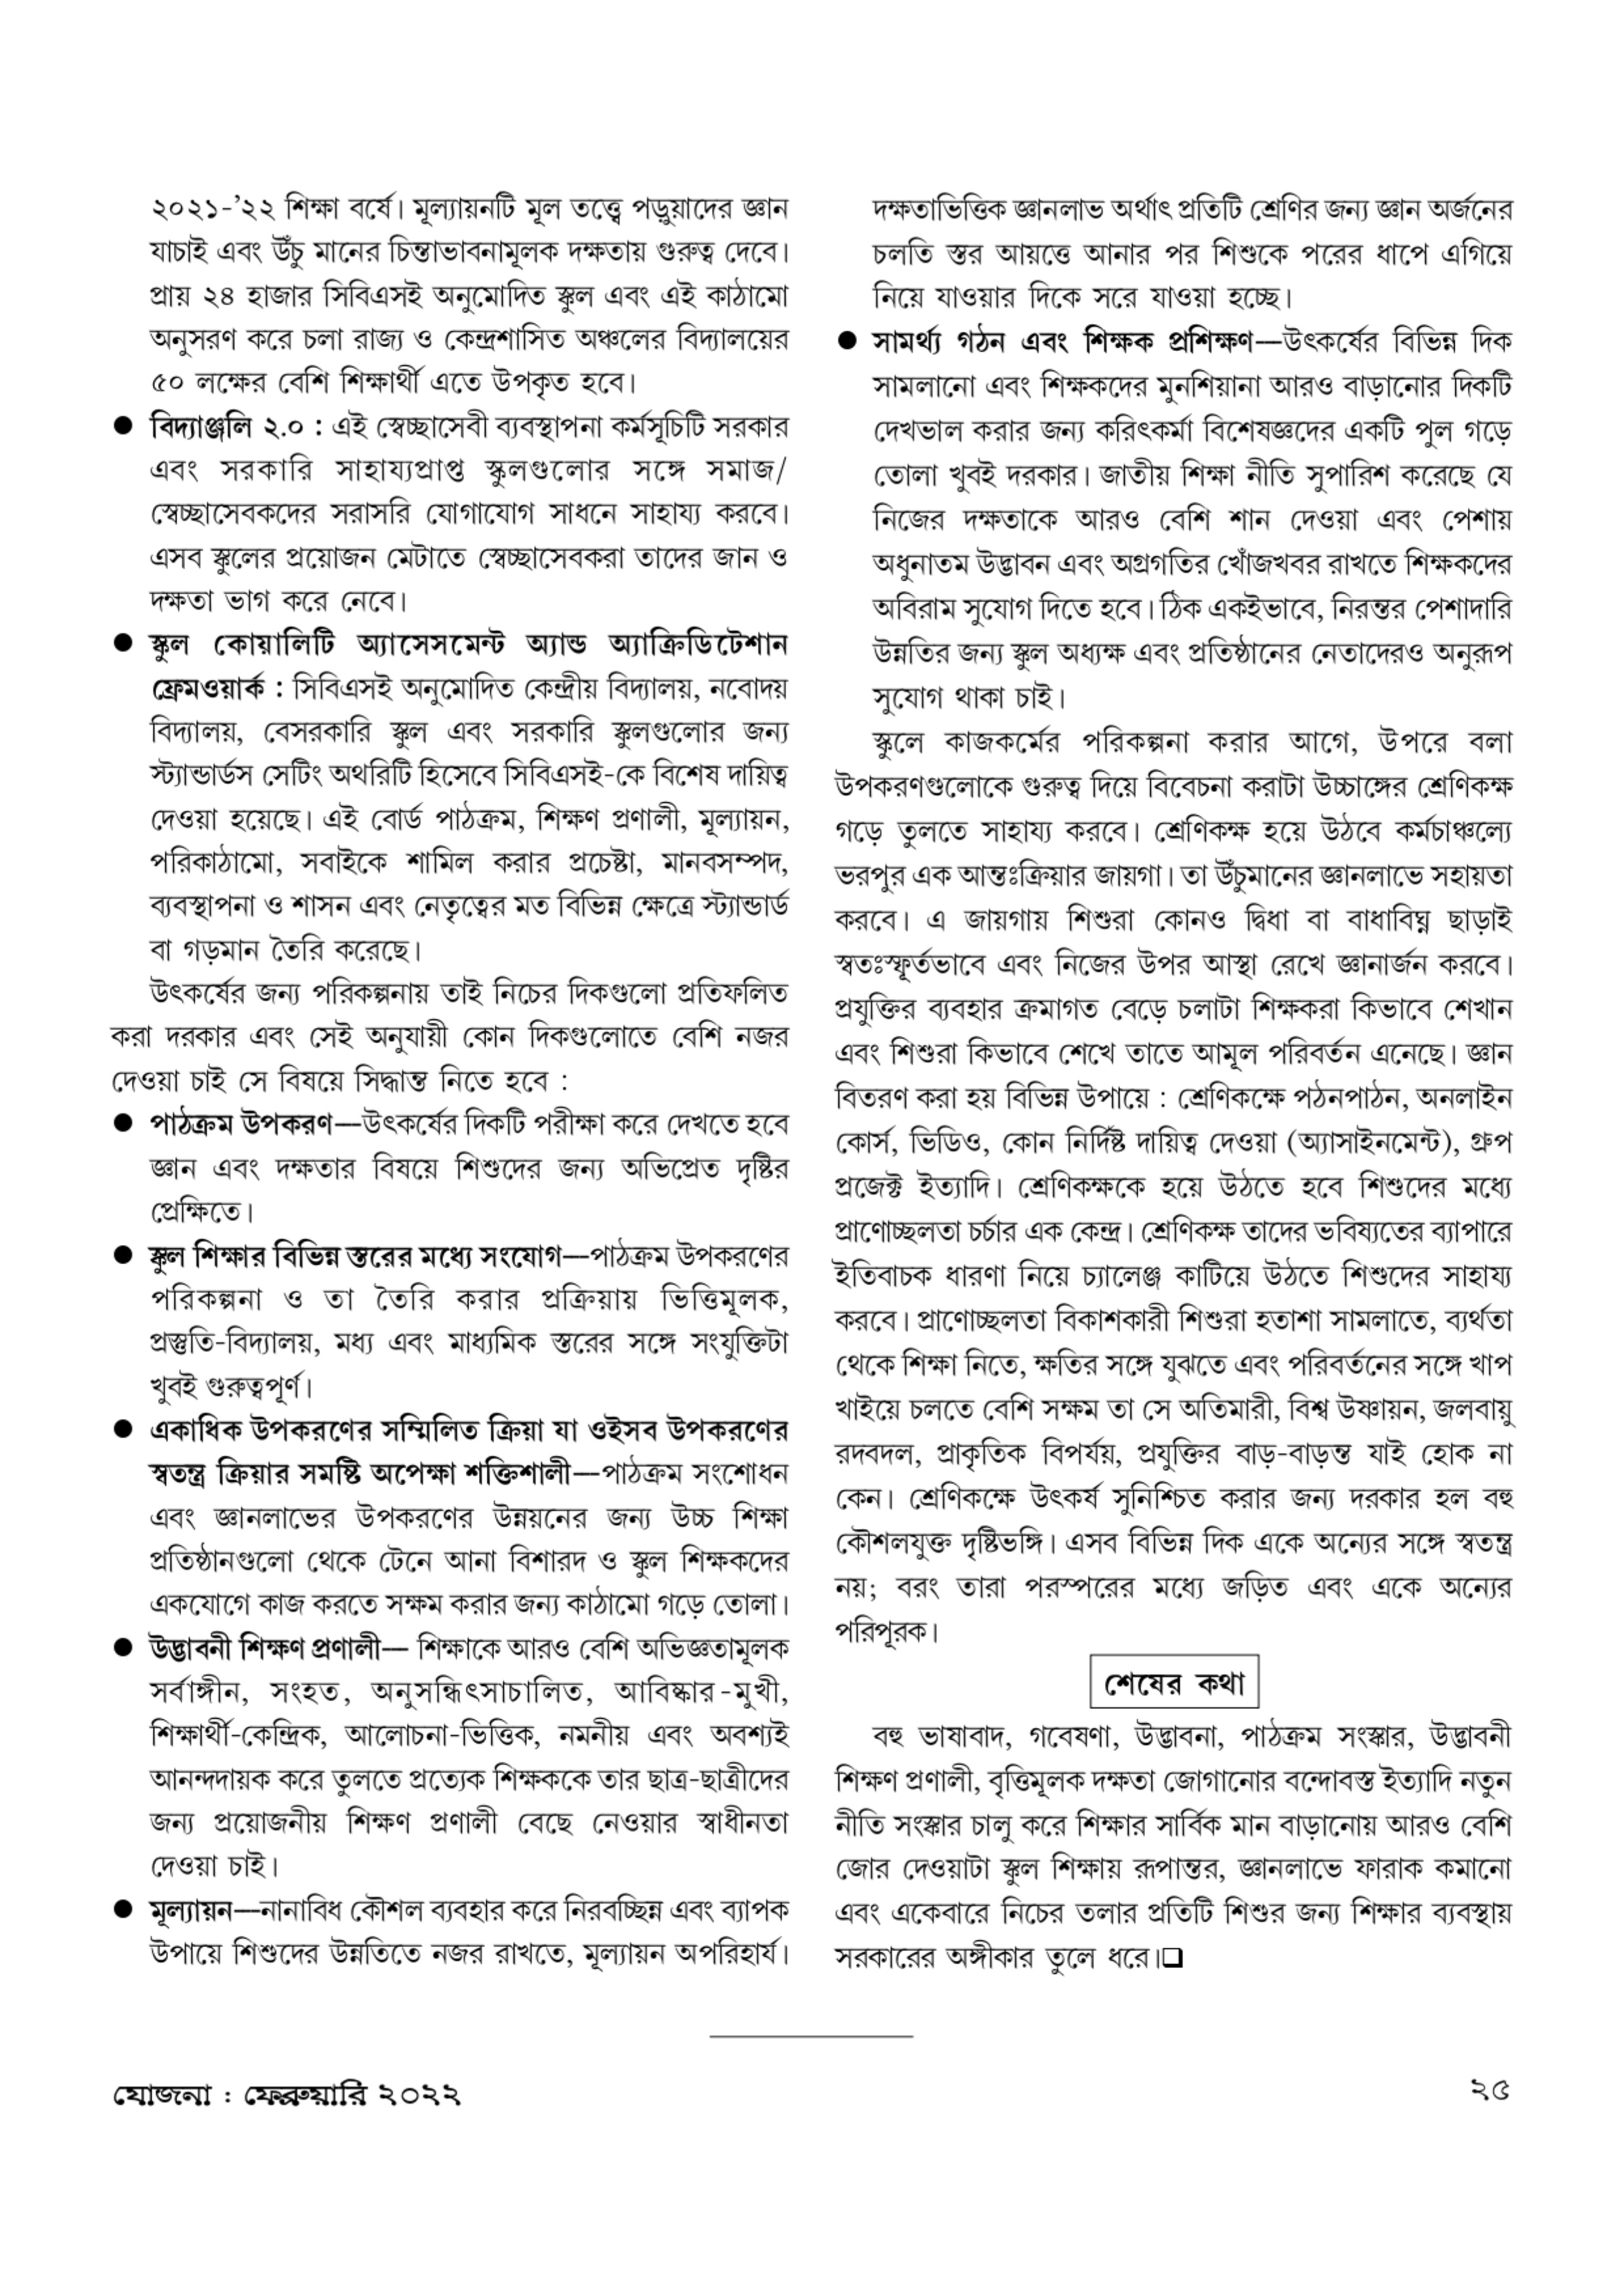 ২০২১-’২২ শিক্ষা বর্ষে। মূল্যায়নটি মূল তত্ত্বে পড়ুয়াদের জ্ঞান
যাচাই এবং উঁচু মানের চিন্তাভাবনামূলক দক্ষতায় গুরুত্ব দেবে।
প্রায় ২৪ হাজার সিবিএসই অনুমোদিত স্কুল এবং এই কাঠামো
অনুসরণ করে চলা রাজ্য ও কেন্দ্রশাসিত অঞ্চলের বিদ্যালয়ের
৫০ লক্ষের বেশি শিক্ষার্থী এতে উপকৃত হবে।
● বিদ্যাঞ্জলি ২.০ : এই স্বেচ্ছাসেবী ব্যবস্থাপনা কর্মসূচিটি সরকার
এবং সরকারি সাহায্যপ্রাপ্ত স্কুলগুলোর সঙ্গে সমাজ/
স্বেচ্ছাসেবকদের সরাসরি যোগাযোগ সাধনে সাহায্য করবে।
এসব স্কুলের প্রয়োজন মেটাতে স্বেচ্ছাসেবকরা তাদের জান ও
দক্ষতা ভাগ করে নেবে।
● স্কুল কোয়ালিটি অ্যাসেসমেন্ট অ্যান্ড অ্যাক্রিডিটেশান
ফ্রেমওয়ার্ক : সিবিএসই অনুমোদিত কেন্দ্রীয় বিদ্যালয়, নবোদয়
বিদ্যালয়, বেসরকারি স্কুল এবং সরকারি স্কুলগুলোর জন্য
স্ট্যান্ডার্ডস সেটিং অথরিটি হিসেবে সিবিএসই-কে বিশেষ দায়িত্ব
দেওয়া হয়েছে। এই বোর্ড পাঠক্রম, শিক্ষণ প্রণালী, মূল্যায়ন,
পরিকাঠামো, সবাইকে শামিল করার প্রচেষ্টা, মানবসম্পদ,
ব্যবস্থাপনা ও শাসন এবং নেতৃত্বের মত বিভিন্ন ক্ষেত্রে স্ট্যান্ডার্ড
বা গড়মান তৈরি করেছে।
উৎকর্ষের জন্য পরিকল্পনায় তাই নিচের দিকগুলো প্রতিফলিত
করা দরকার এবং সেই অনুযায়ী কোন দিকগুলোতে বেশি নজর
দেওয়া চাই সে বিষয়ে সিদ্ধান্ত নিতে হবে :
● পাঠক্রম উপকরণ—উৎকর্ষের দিকটি পরীক্ষা করে দেখতে হবে
জ্ঞান এবং দক্ষতার বিষয়ে শিশুদের জন্য অভিপ্রেত দৃষ্টির
প্রেক্ষিতে।
● স্কুল শিক্ষার বিভিন্ন স্তরের মধ্যে সংযোগ—পাঠক্রম উপকরণের
পরিকল্পনা ও তা তৈরি করার প্রক্রিয়ায় ভিত্তিমূলক,
প্রস্তুতি-বিদ্যালয়, মধ্য এবং মাধ্যমিক স্তরের সঙ্গে সংযুক্তিটা
খুবই গুরুত্বপূর্ণ।
● একাধিক উপকরণের সম্মিলিত ক্রিয়া যা ওইসব উপকরণের
স্বতন্ত্র ক্রিয়ার সমষ্টি অপেক্ষা শক্তিশালী—পাঠক্রম সংশোধন
এবং জ্ঞানলাভের উপকরণের উন্নয়নের জন্য উচ্চ শিক্ষা
প্রতিষ্ঠানগুলো থেকে টেনে আনা বিশারদ ও স্কুল শিক্ষকদের
একযোগে কাজ করতে সক্ষম করার জন্য কাঠামো গড়ে তোলা।
● উদ্ভাবনী শিক্ষণ প্রণালী— শিক্ষাকে আরও বেশি অভিজ্ঞতামূলক
সর্বাঙ্গীন, সংহত, অনুসন্ধিৎসাচালিত, আবিষ্কার-মুখী,
শিক্ষার্থী-কেন্দ্রিক, আলোচনা-ভিত্তিক, নমনীয় এবং অবশ্যই
আনন্দদায়ক করে তুলতে প্রত্যেক শিক্ষককে তার ছাত্র-ছাত্রীদের
জন্য প্রয়োজনীয় শিক্ষণ প্রণালী বেছে নেওয়ার স্বাধীনতা
দেওয়া চাই।
● মূল্যায়ন—নানাবিধ কৌশল ব্যবহার করে নিরবচ্ছিন্ন এবং ব্যাপক
উপায়ে শিশুদের উন্নতিতে নজর রাখতে, মূল্যায়ন অপরিহার্য।
দক্ষতাভিত্তিক জ্ঞানলাভ অর্থাৎ প্রতিটি শ্রেণির জন্য জ্ঞান অর্জনের
চলতি স্তর আয়ত্তে আনার পর শিশুকে পরের ধাপে এগিয়ে
নিয়ে যাওয়ার দিকে সরে যাওয়া হচ্ছে।
● সামর্থ্য গঠন এবং শিক্ষক প্রশিক্ষণ—উৎকর্ষের বিভিন্ন দিক
সামলানো এবং শিক্ষকদের মুনশিয়ানা আরও বাড়ানোর দিকটি
দেখভাল করার জন্য করিৎকর্মা বিশেষজ্ঞদের একটি পুল গড়ে
তোলা খুবই দরকার। জাতীয় শিক্ষা নীতি সুপারিশ করেছে যে
নিজের দক্ষতাকে আরও বেশি শান দেওয়া এবং পেশায়
অধুনাতম উদ্ভাবন এবং অগ্রগতির খোঁজখবর রাখতে শিক্ষকদের
অবিরাম সুযোগ দিতে হবে। ঠিক একইভাবে, নিরন্তর পেশাদারি
উন্নতির জন্য স্কুল অধ্যক্ষ এবং প্রতিষ্ঠানের নেতাদেরও অনুরূপ
সুযোগ থাকা চাই।
স্কুলে কাজকর্মের পরিকল্পনা করার আগে, উপরে বলা
উপকরণগুলোকে গুরুত্ব দিয়ে বিবেচনা করাটা উচ্চাঙ্গের শ্রেণিকক্ষ
গড়ে তুলতে সাহায্য করবে। শ্রেণিকক্ষ হয়ে উঠবে কর্মচাঞ্চল্যে
ভরপুর এক আন্তঃক্রিয়ার জায়গা। তা উঁচুমানের জ্ঞানলাভে সহায়তা
করবে। এ জায়গায় শিশুরা কোনও দ্বিধা বা বাধাবিঘ্ন ছাড়াই
স্বতঃস্ফূর্তভাবে এবং নিজের উপর আস্থা রেখে জ্ঞানার্জন করবে।
প্রযুক্তির ব্যবহার ক্রমাগত বেড়ে চলাটা শিক্ষকরা কিভাবে শেখান
এবং শিশুরা কিভাবে শেখে তাতে আমূল পরিবর্তন এনেছে। জ্ঞান
বিতরণ করা হয় বিভিন্ন উপায়ে : শ্রেণিকক্ষে পঠনপাঠন, অনলাইন
কোর্স, ভিডিও, কোন নির্দিষ্ট দায়িত্ব দেওয়া (অ্যাসাইনমেন্ট), গ্রুপ
প্রজেক্ট ইত্যাদি। শ্রেণিকক্ষকে হয়ে উঠতে হবে শিশুদের মধ্যে
প্রাণোচ্ছলতা চর্চার এক কেন্দ্র। শ্রেণিকক্ষ তাদের ভবিষ্যতের ব্যাপারে
ইতিবাচক ধারণা নিয়ে চ্যালেঞ্জ কাটিয়ে উঠতে শিশুদের সাহায্য
করবে। প্রাণোচ্ছলতা বিকাশকারী শিশুরা হতাশা সামলাতে, ব্যর্থতা
থেকে শিক্ষা নিতে, ক্ষতির সঙ্গে যুঝতে এবং পরিবর্তনের সঙ্গে খাপ
খাইয়ে চলতে বেশি সক্ষম তা সে অতিমারী, বিশ্ব উষ্ণায়ন, জলবায়ু
রদবদল, প্রাকৃতিক বিপর্যয়, প্রযুক্তির বাড়-বাড়ন্ত যাই হোক না
কেন। শ্রেণিকক্ষে উৎকর্ষ সুনিশ্চিত করার জন্য দরকার হল বহু
কৌশলযুক্ত দৃষ্টিভঙ্গি। এসব বিভিন্ন দিক একে অন্যের সঙ্গে স্বতন্ত্র
নয়; বরং তারা পরস্পরের মধ্যে জড়িত এবং একে অন্যের
পরিপূরক।
শেষের কথা
বহু ভাষাবাদ, গবেষণা, উদ্ভাবনা, পাঠক্রম সংস্কার, উদ্ভাবনী
শিক্ষণ প্রণালী, বৃত্তিমূলক দক্ষতা জোগানোর বন্দোবস্ত ইত্যাদি নতুন
নীতি সংস্কার চালু করে শিক্ষার সার্বিক মান বাড়ানোয় আরও বেশি
জোর দেওয়াটা স্কুল শিক্ষায় রূপান্তর, জ্ঞানলাভে ফারাক কমানো
এবং একেবারে নিচের তলার প্রতিটি শিশুর জন্য শিক্ষার ব্যবস্থায়
সরকারের অঙ্গীকার তুলে ধরে।❑
যোজনা : ফেব্রুয়ারি ২০২২
২৫